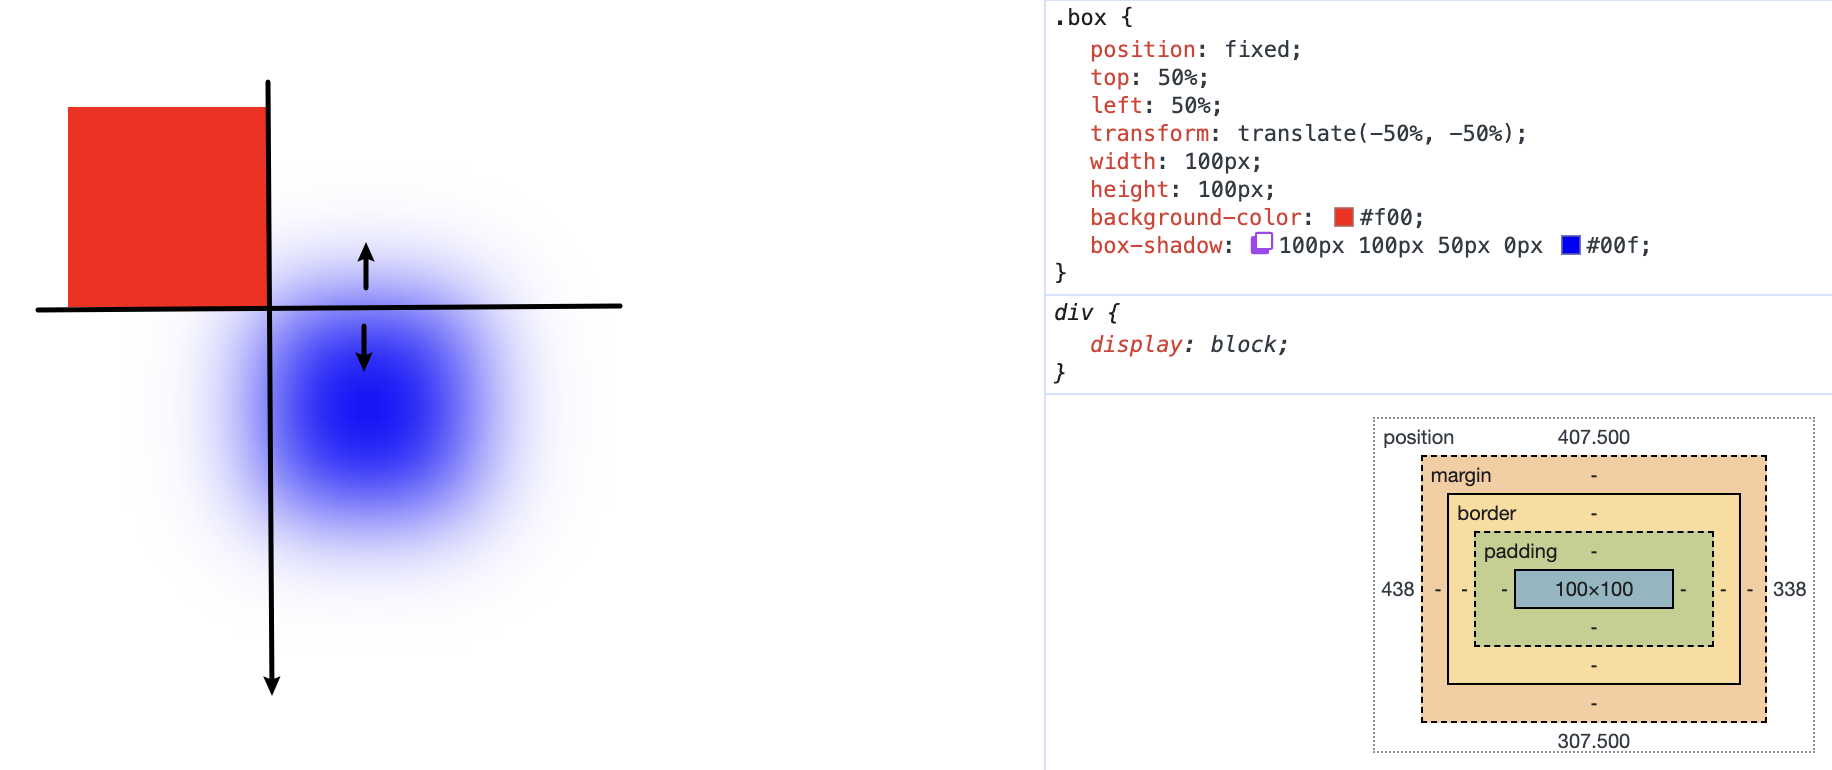 .box {
position: fixed;
top: 50%;
left: 50%;
transform: translate(-50%, -50%);
width: 100px;
height: 100px;
background-color: #f00;
box-shadow: 100px 100px 50px 0px #00f;
}
div {
display: block;
}
position 407.500
margin -
border -
padding -
438 - - - 100×100 - - - 338
-
-
-
307.500